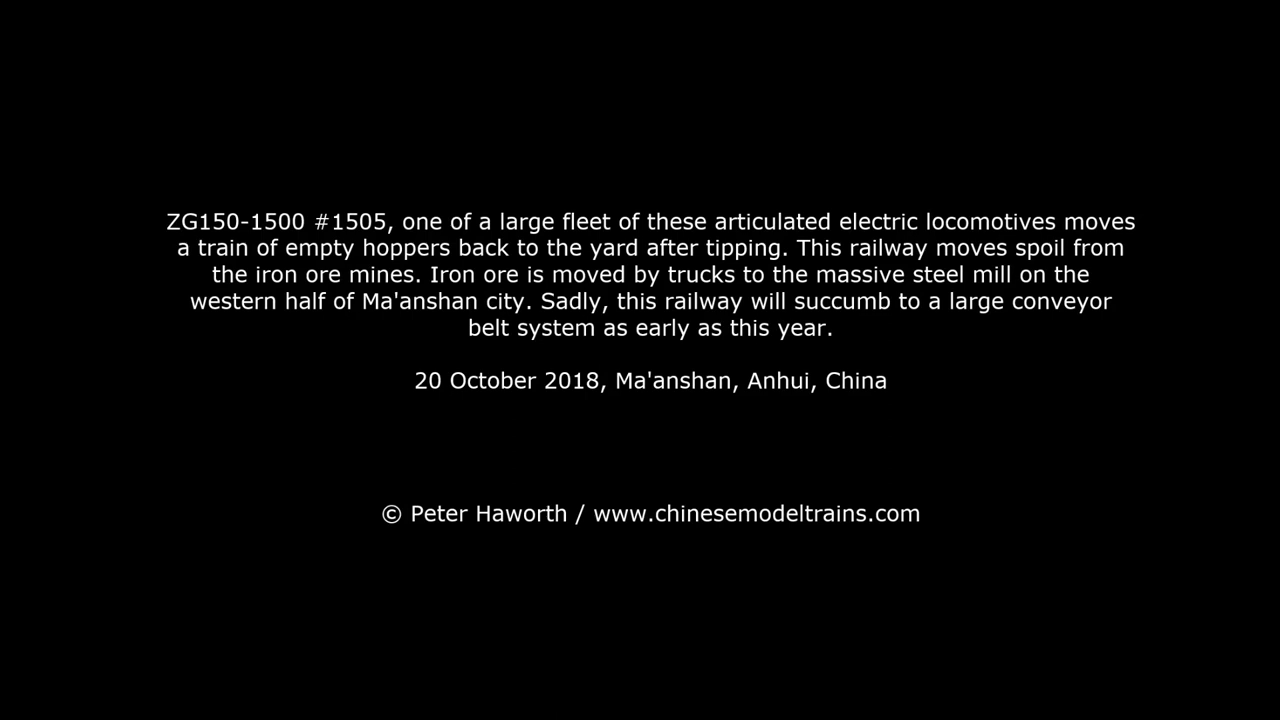 ZG150-1500 #1505, one of a large fleet of these articulated electric locomotives moves
a train of empty hoppers back to the yard after tipping. This railway moves spoil from
the iron ore mines. Iron ore is moved by trucks to the massive steel mill on the
western half of Ma'anshan city. Sadly, this railway will succumb to a large conveyor
belt system as early as this year.
20 October 2018, Ma'anshan, Anhui, China
© Peter Haworth / www.chinesemodeltrains.com